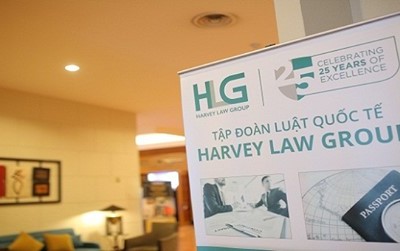 HLG
HARVEY LAW GROUP
25
CELEBRATING
25 YEARS OF
EXCELLENCE
TẬP ĐOÀN LUẬT QUỐC TẾ
HARVEY LAW GROUP
PASSPORT